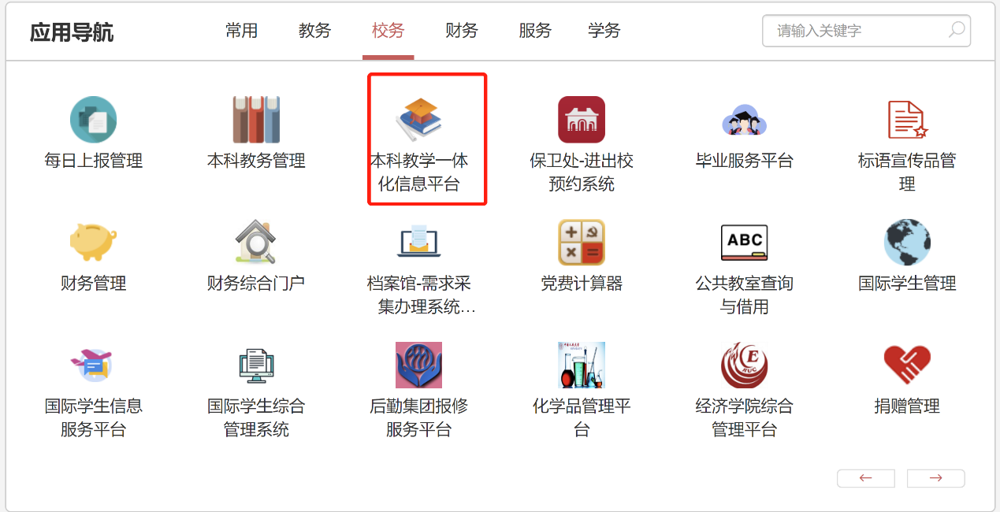 应用导航
常用
教务
校务
财务
服务
学务
请输入关键字
每日上报管理
本科教务管理
本科教学一体
化信息平台
保卫处-进出校
预约系统
毕业服务平台
标语宣传品管
理
财务管理
财务综合门户
档案馆-需求采
集办理系统...
党费计算器
ABC
公共教室查询
与借用
国际学生管理
国际学生信息
服务平台
国际学生综合
管理系统
后勤集团报修
服务平台
化学品管理平
台
E
RUC
经济学院综合
管理平台
捐赠管理